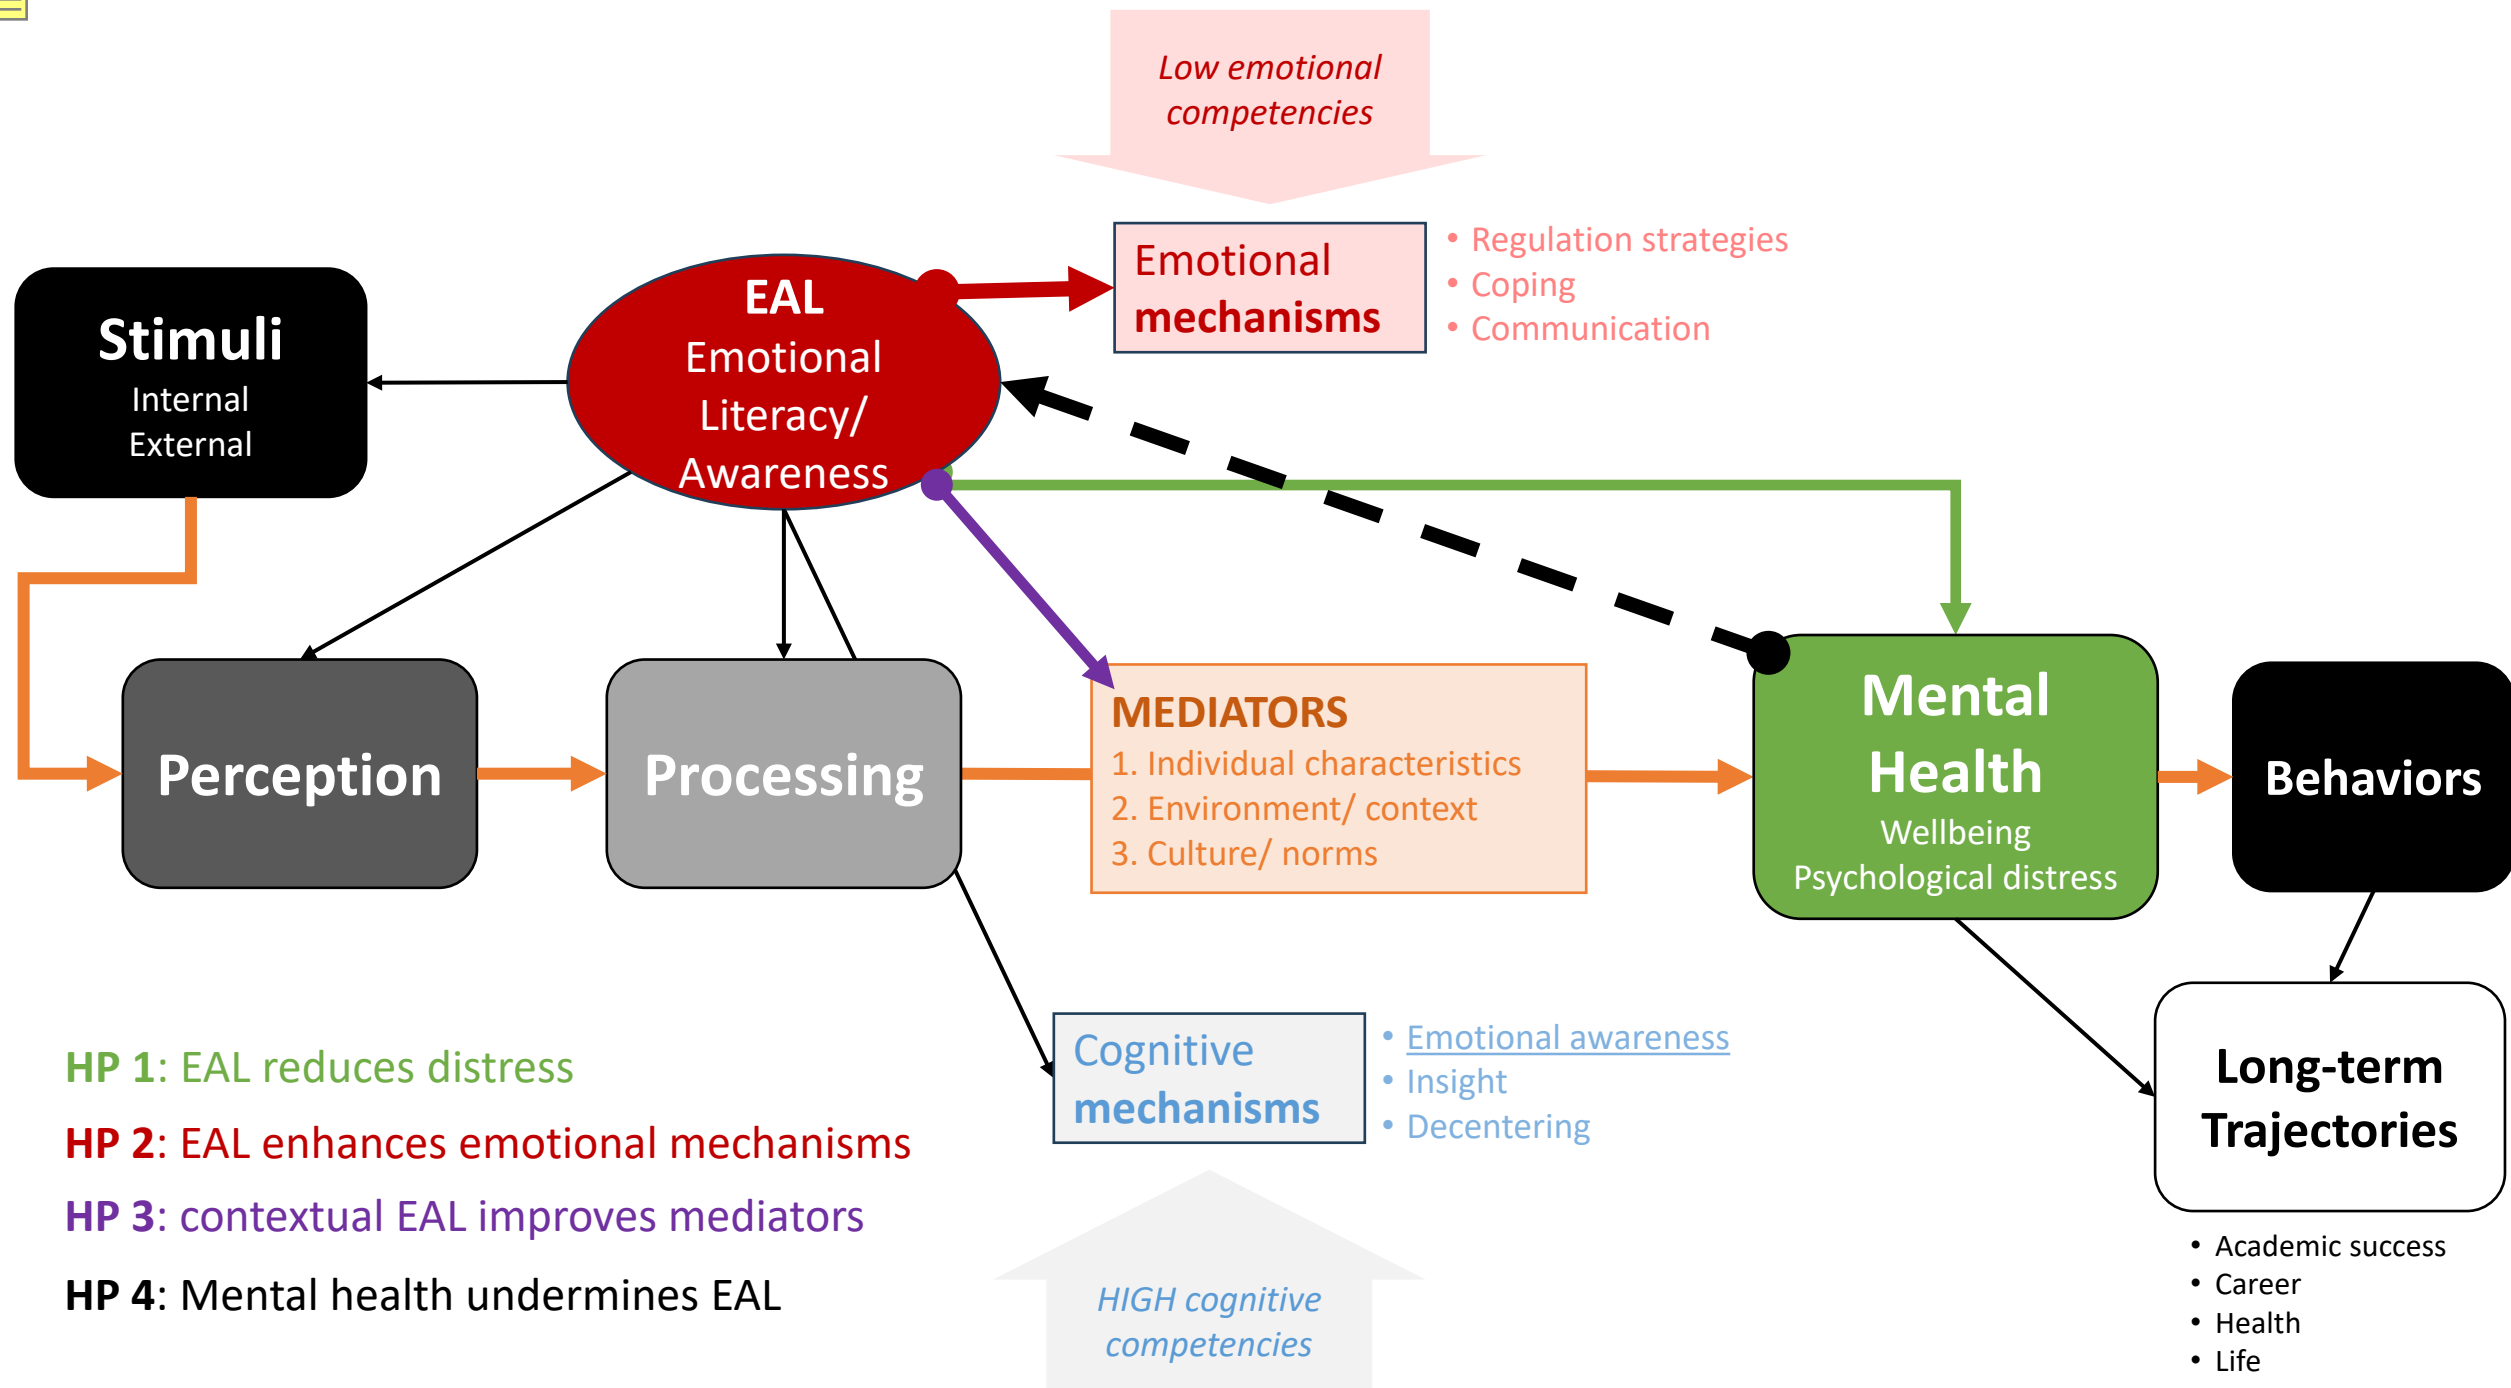 Low emotional
competencies
Emotional
mechanisms
• Regulation strategies
• Coping
• Communication
Stimuli
Internal
External
EAL
Emotional
Literacy/
Awareness
Perception
Processing
MEDIATORS
1. Individual characteristics
2. Environment/ context
3. Culture/ norms
Mental
Health
Wellbeing
Psychological distress
Behaviors
Cognitive
mechanisms
• Emotional awareness
• Insight
• Decentering
Long-term
Trajectories
• Academic success
• Career
• Health
• Life
HP 1: EAL reduces distress
HP 2: EAL enhances emotional mechanisms
HP 3: contextual EAL improves mediators
HP 4: Mental health undermines EAL
HIGH cognitive
competencies